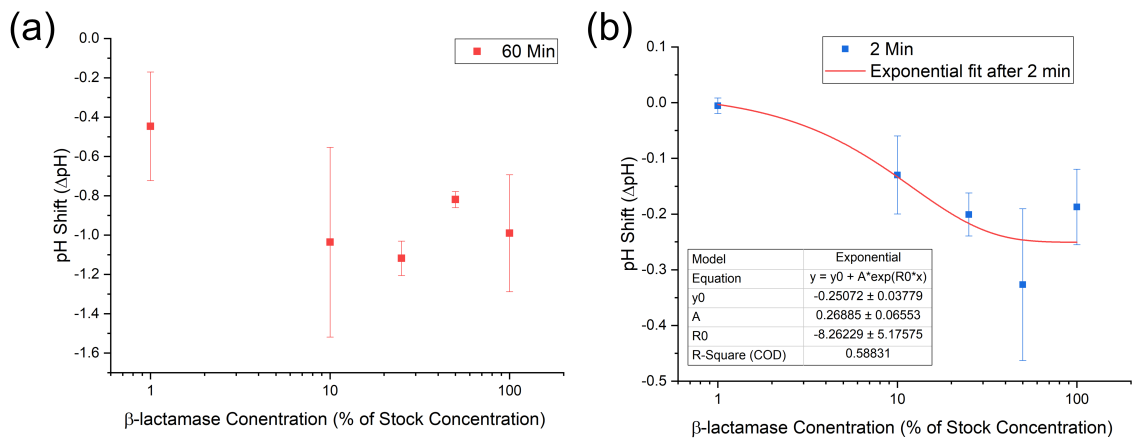 (a)
0.0
-0.2
-0.4
-0.6
-0.8
-1.0
-1.2
-1.4
-1.6
pH Shift (ΔpH)
60 Min
1
10
100
β-lactamase Conentration (% of Stock Concentration)
(b)
0.1
0.0
-0.1
-0.2
-0.3
-0.4
-0.5
pH Shift (ΔpH)
2 Min
Exponential fit after 2 min
Model Exponential
Equation y = y0 + A*exp(R0*x)
y0 -0.25072 ± 0.03779
A 0.26885 ± 0.06553
R0 -8.26229 ± 5.17575
R-Square (COD) 0.58831
1
10
100
β-lactamase Conentration (% of Stock Concentration)